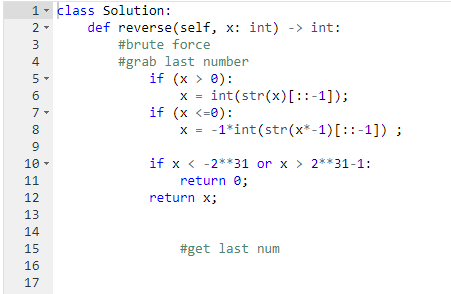 1 class Solution:
2 def reverse(self, x: int) -> int:
3 #brute force
4 #grab last number
5 if (x > 0):
6 x = int(str(x)[::-1]);
7 if (x <=0):
8 x = -1*int(str(x*-1)[::-1]) ;
9
10 if x < -2**31 or x > 2**31-1:
11 return 0;
12 return x;
13
14
15 #get last num
16
17